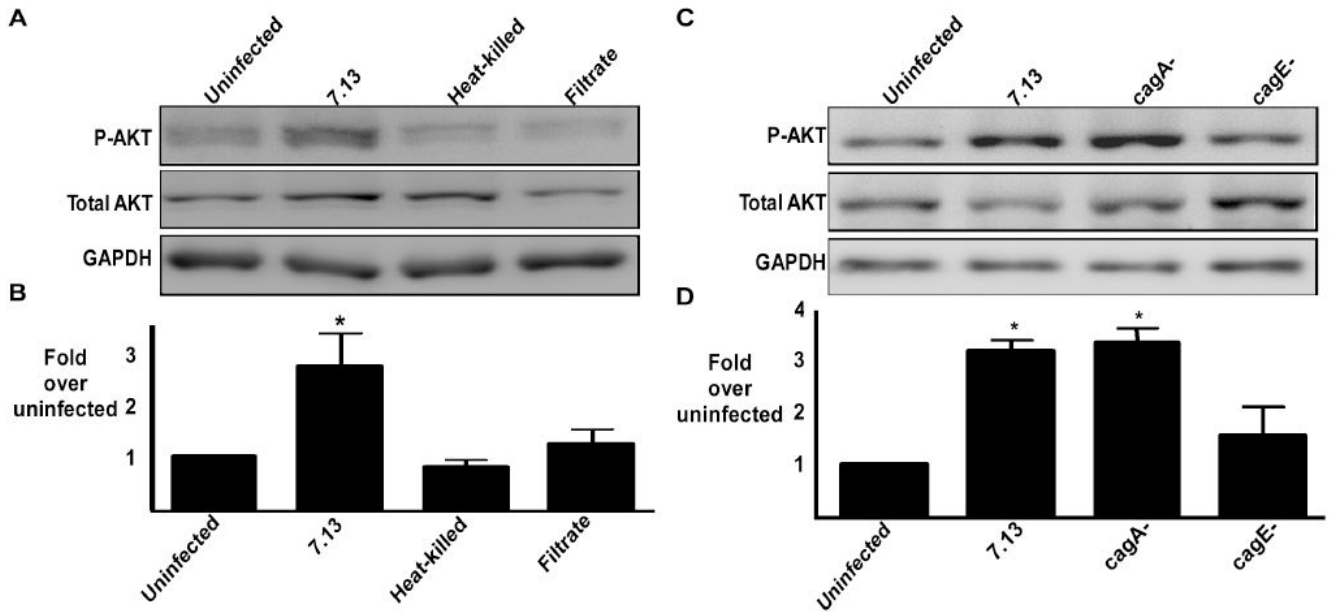 A
Uninfected
7.13
Heat-killed
Filtrate
P-AKT
Total AKT
GAPDH
B
Fold
over
uninfected
3
2
1
*
Uninfected
7.13
Heat-killed
Filtrate
C
Uninfected
7.13
cagA-
cagE-
P-AKT
Total AKT
GAPDH
D
Fold
over
uninfected
4
3
2
1
*
*
Uninfected
7.13
cagA-
cagE-